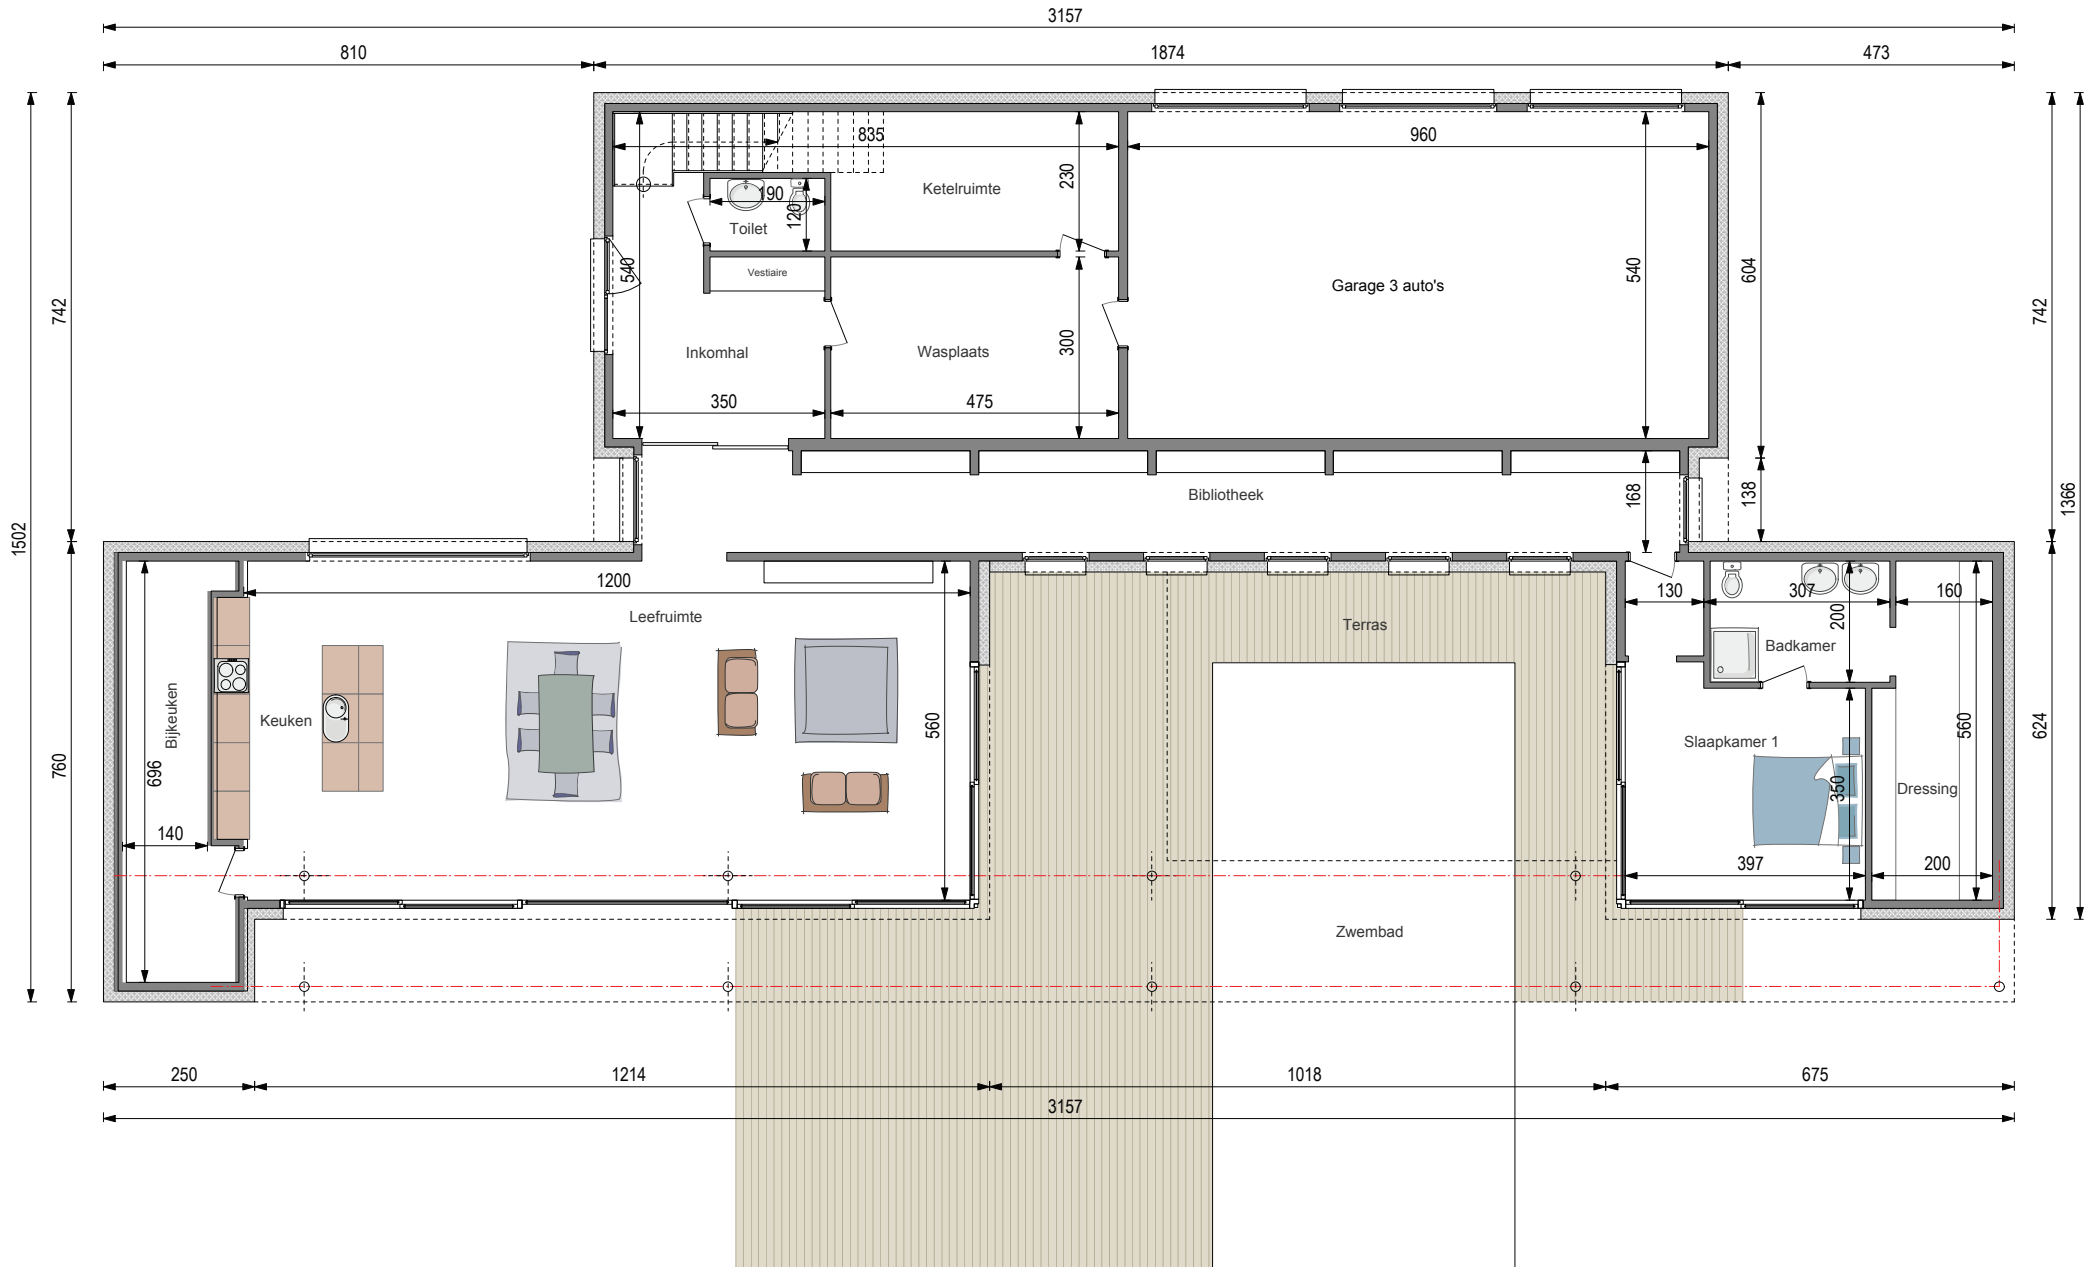 3157
810
1874
473
835
960
230
Ketelruimte
190
120
Toilet
540
Vestiaire
Garage 3 auto's
540
604
742
742
Inkomhal
Wasplaats
300
350
475
Bibliotheek
168
138
1502
1366
1200
Leefruimte
Terras
130
307
160
200
Badkamer
Bijkeuken
Keuken
560
Slaapkamer 1
560
624
760
696
350
Dressing
140
397
200
Zwembad
250
1214
1018
675
3157